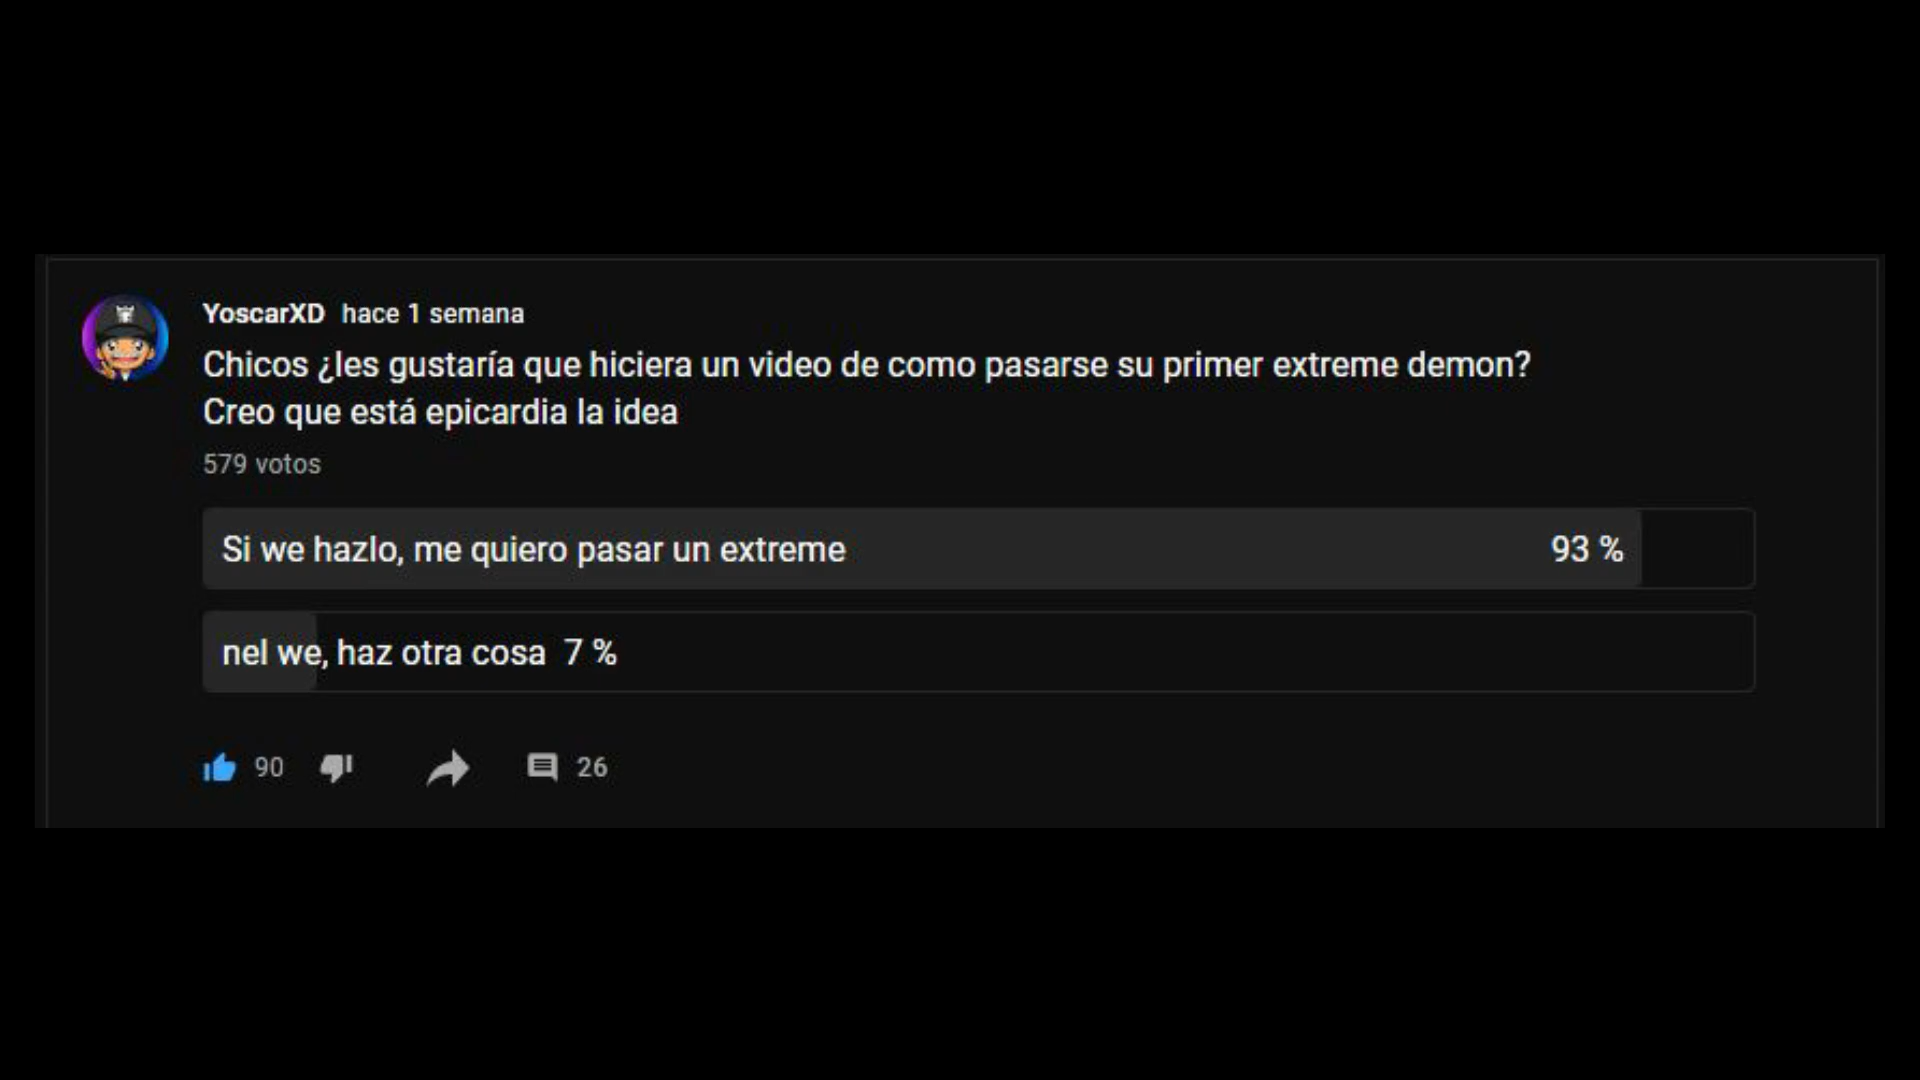 YoscarXD hace 1 semana
Chicos ¿les gustaría que hiciera un video de como pasarse su primer extreme demon?
Creo que está epicardia la idea
579 votos
Si we hazlo, me quiero pasar un extreme 93 %
nel we, haz otra cosa 7 %
90 26